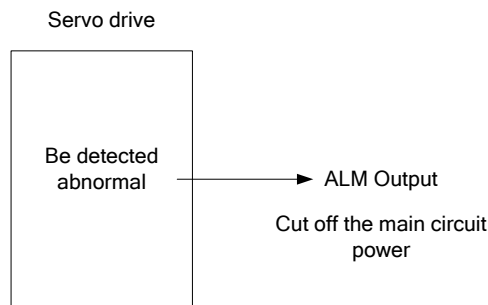 Servo drive
Be detected
abnormal
ALM Output
Cut off the main circuit
power